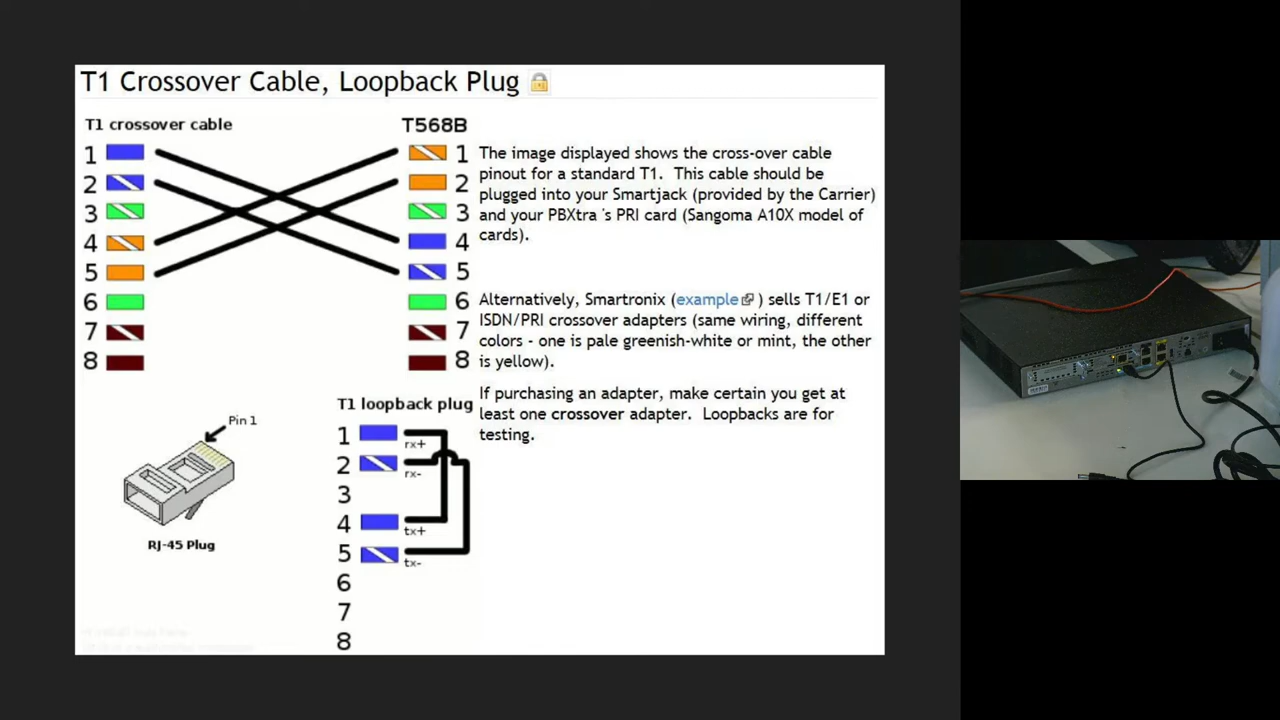 T1 Crossover Cable, Loopback Plug
T1 crossover cable
T568B
1 1
2 2
3 3
4 4
5 5
6 6
7 7
8 8
The image displayed shows the cross-over cable
pinout for a standard T1. This cable should be
plugged into your Smartjack (provided by the Carrier)
and your PBXtra 's PRI card (Sangoma A10X model of
cards).
Alternatively, Smartronix (example ) sells T1/E1 or
ISDN/PRI crossover adapters (same wiring, different
colors - one is pale greenish-white or mint, the other
is yellow).
If purchasing an adapter, make certain you get at
least one crossover adapter. Loopbacks are for
testing.
Pin 1
RJ-45 Plug
T1 loopback plug
1 rx+
2 rx-
3
4 tx+
5 tx-
6
7
8